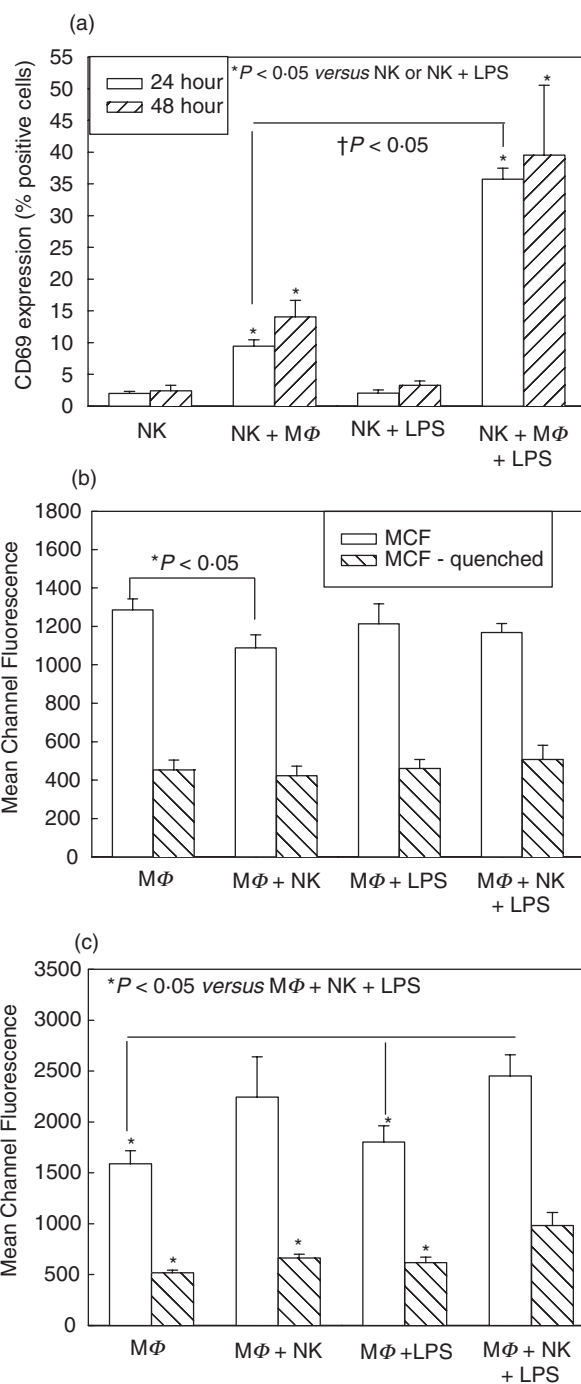 (a)
55
50
45
40
35
30
25
20
15
10
5
0
CD69 expression (% positive cells)
24 hour
48 hour
*P < 0·05 versus NK or NK + LPS
†P < 0·05
*
*
*
*
NK
NK + MΦ
NK + LPS
NK + MΦ
+ LPS
(b)
1800
1600
1400
1200
1000
800
600
400
200
0
Mean Channel Fluorescence
MCF
MCF - quenched
*P < 0·05
MΦ
MΦ + NK
MΦ + LPS
MΦ + NK
+ LPS
(c)
3500
3000
2500
2000
1500
1000
500
0
Mean Channel Fluorescence
*P < 0·05 versus MΦ + NK + LPS
*
*
*
*
*
MΦ
MΦ + NK
MΦ +LPS
MΦ + NK
+ LPS